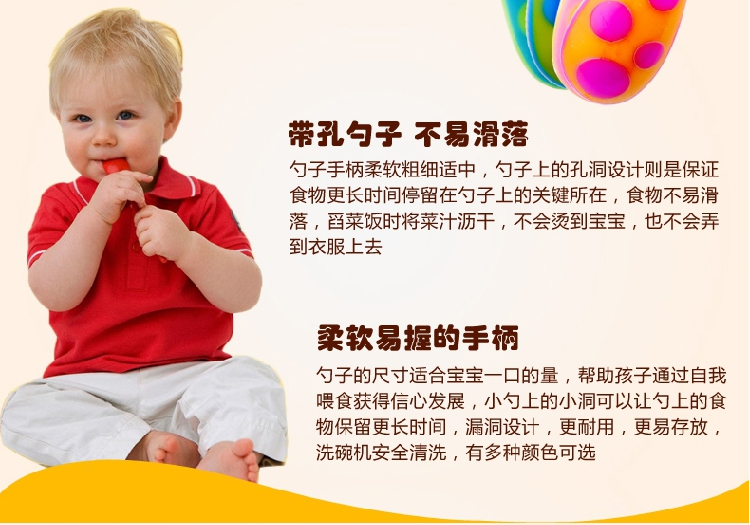 带孔勺子 不易滑落
勺子手柄柔软粗细适中，勺子上的孔洞设计则是保证
食物更长时间停留在勺子上的关键所在，食物不易滑
落，舀菜饭时将菜汁沥干，不会烫到宝宝，也不会弄
到衣服上去
柔软易握的手柄
勺子的尺寸适合宝宝一口的量，帮助孩子通过自我
喂食获得信心发展，小勺上的小洞可以让勺上的食
物保留更长时间，漏洞设计，更耐用，更易存放，
洗碗机安全清洗，有多种颜色可选